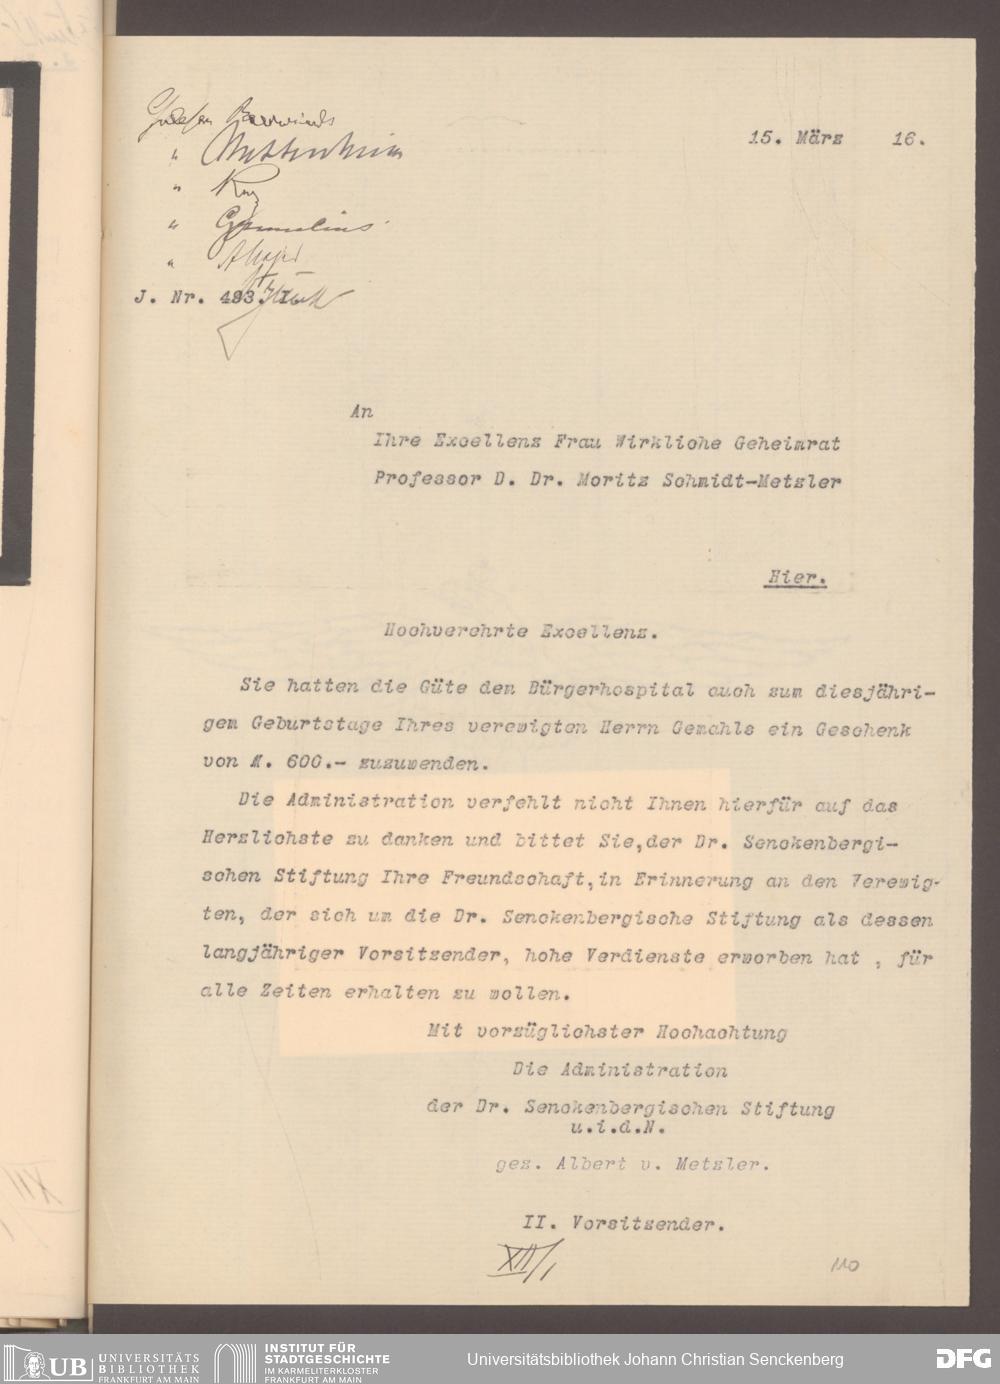 Gelesen
15. März 16.
J. Nr. 493.
An
Ihre Excellenz Frau Wirkliche Geheimrat
Professor D. Dr. Moritz Schmidt-Metzler
Hier.
Hochverehrte Excellenz.
Sie hatten die Güte dem Bürgerhospital auch zum diesjähri-
gem Geburtstage Ihres verewigten Herrn Gemahls ein Geschenk
von M. 600.- zuzuwenden.
Die Administration verfehlt nicht Ihnen hierfür auf das
Herzlichste zu danken und bittet Sie,der Dr. Senckenbergi-
schen Stiftung Ihre Freundschaft,in Erinnerung an den Verewig-
ten, der sich um die Dr. Senckenbergische Stiftung als dessen
langjähriger Vorsitzender, hohe Verdienste erworben hat , für
alle Zeiten erhalten zu wollen.
Mit vorzüglichster Hochachtung
Die Administration
der Dr. Senckenbergischen Stiftung
u.i.d.N.
gez. Albert v. Metzler.
II. Vorsitzender.
XII/1
110
UB UNIVERSITÄTS
BIBLIOTHEK
FRANKFURT AM MAIN
INSTITUT FÜR
STADTGESCHICHTE
IM KARMELITERKLOSTER
FRANKFURT AM MAIN
Universitätsbibliothek Johann Christian Senckenberg
DFG